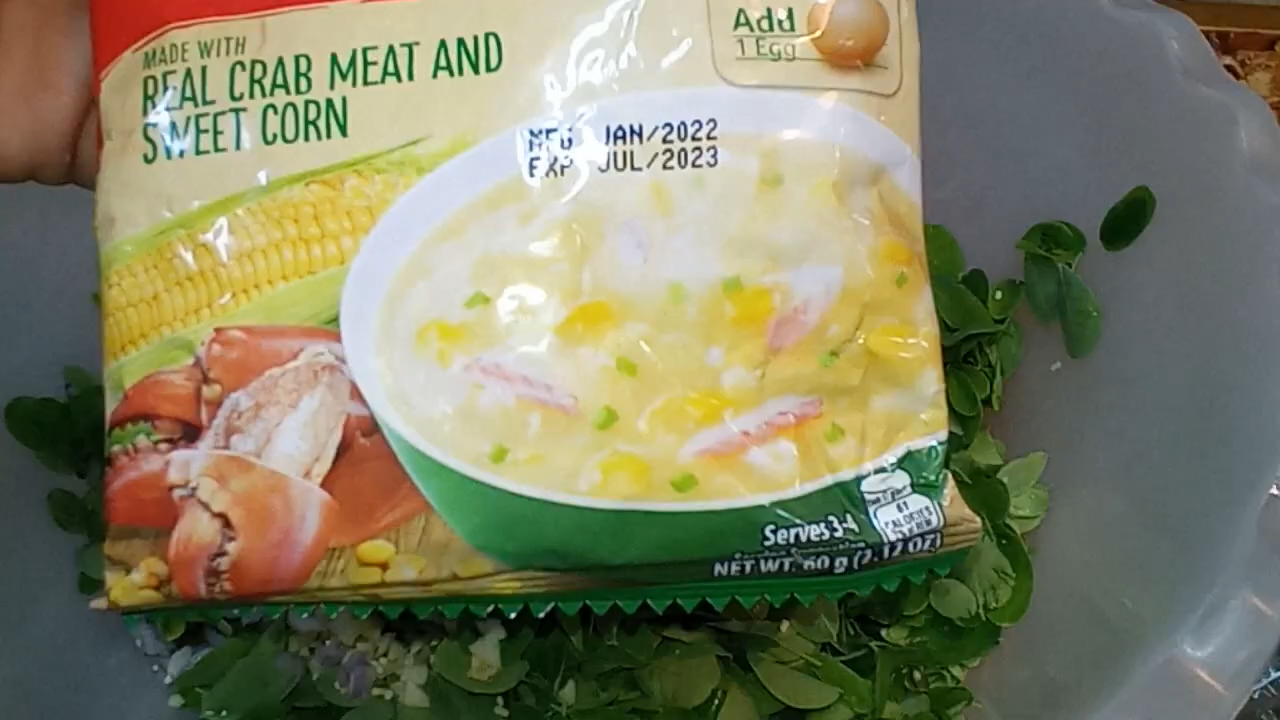 MADE WITH
REAL CRAB MEAT AND
SWEET CORN
Add
1 Egg
MFG JAN/2022
EXP JUL/2023
Serves 3-4
61
CALORIES
NET WT. 60 g (2.12 OZ)